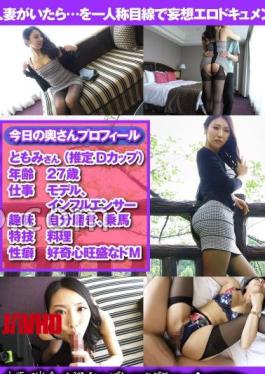 人妻がいたら…を一人称目線で妄想エロドキュメン
今日の奥さんプロフィール
ともみさん（推定Dカップ）
年齢　２７歳
仕事　モデル、
インフルエンサー
趣味　自分磨き、乗馬
特技　料理
性癖　好奇心旺盛なドM